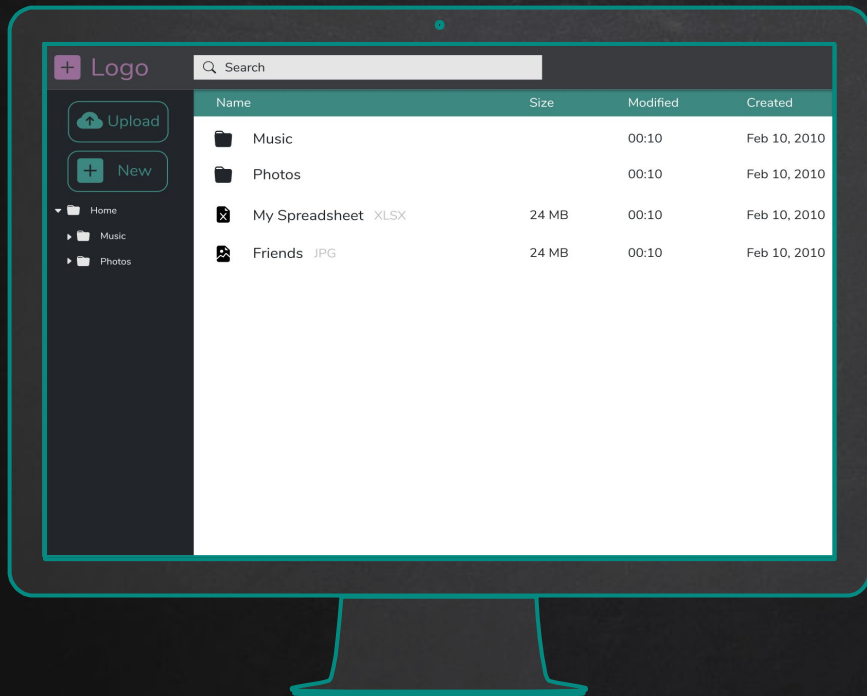 Logo
Search
Upload
New
Home
Music
Photos
Name Size Modified Created
Music 00:10 Feb 10, 2010
Photos 00:10 Feb 10, 2010
My Spreadsheet XLSX 24 MB 00:10 Feb 10, 2010
Friends JPG 24 MB 00:10 Feb 10, 2010